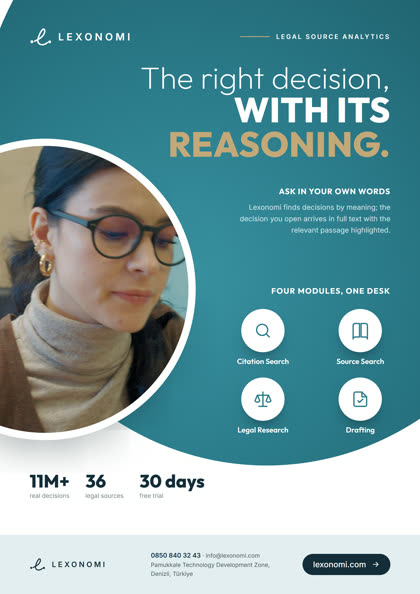 LEXONOMI
LEGAL SOURCE ANALYTICS
The right decision,
WITH ITS
REASONING.
ASK IN YOUR OWN WORDS
Lexonomi finds decisions by meaning; the
decision you open arrives in full text with the
relevant passage highlighted.
FOUR MODULES, ONE DESK
Citation Search
Source Search
Legal Research
Drafting
11M+
real decisions
36
legal sources
30 days
free trial
LEXONOMI
0850 840 32 43 · info@lexonomi.com
Pamukkale Technology Development Zone,
Denizli, Türkiye
lexonomi.com →